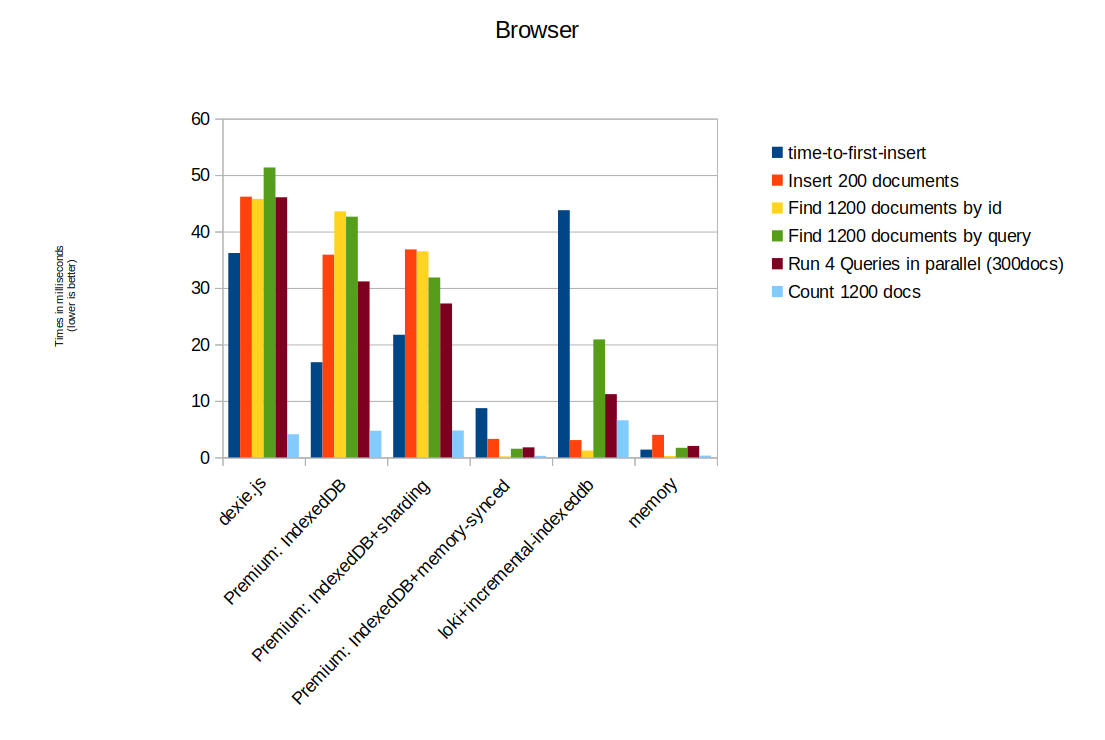 Browser
Times in milliseconds
(lower is better)
60
50
40
30
20
10
0
dexie.js
Premium: IndexedDB
Premium: IndexedDB+sharding
Premium: IndexedDB+memory-synced
loki+incremental-indexeddb
memory
time-to-first-insert
Insert 200 documents
Find 1200 documents by id
Find 1200 documents by query
Run 4 Queries in parallel (300docs)
Count 1200 docs